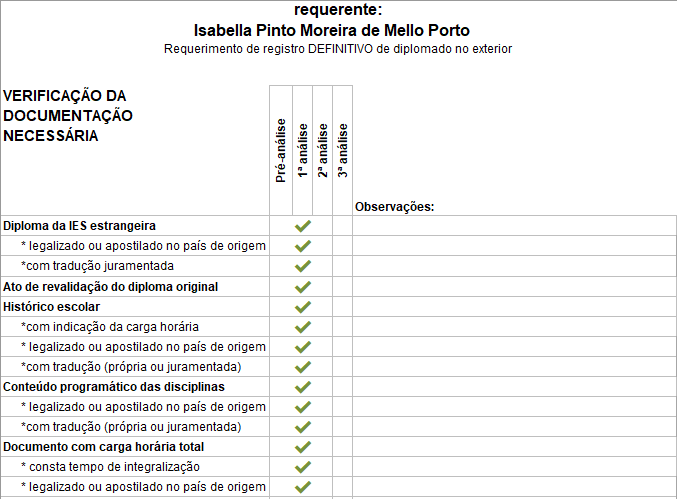 requerente:
Isabella Pinto Moreira de Mello Porto
Requerimento de registro DEFINITIVO de diplomado no exterior
VERIFICAÇÃO DA
DOCUMENTAÇÃO
NECESSÁRIA
Pré-análise
1ª análise
2ª análise
3ª análise
Observações:
Diploma da IES estrangeira
* legalizado ou apostilado no país de origem
*com tradução juramentada
Ato de revalidação do diploma original
Histórico escolar
*com indicação da carga horária
* legalizado ou apostilado no país de origem
*com tradução (própria ou juramentada)
Conteúdo programático das disciplinas
* legalizado ou apostilado no país de origem
*com tradução (própria ou juramentada)
Documento com carga horária total
* consta tempo de integralização
* legalizado ou apostilado no país de origem